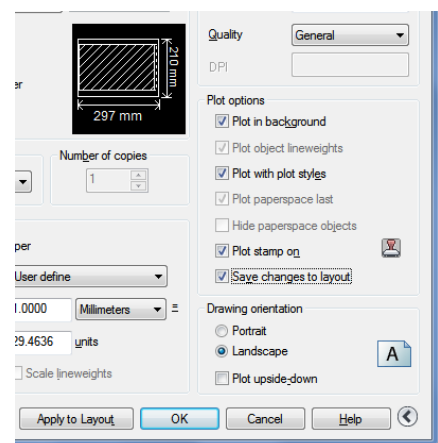 Quality
General
DPI
er
210 mm
297 mm
Plot options
Plot in background
Plot object lineweights
Plot with plot styles
Plot paperspace last
Hide paperspace objects
Plot stamp on
Save changes to layout
Number of copies
1
per
User define
1.0000
Millimeters
=
29.4636
units
Scale lineweights
Drawing orientation
Portrait
Landscape
A
Plot upside-down
Apply to Layout
OK
Cancel
Help